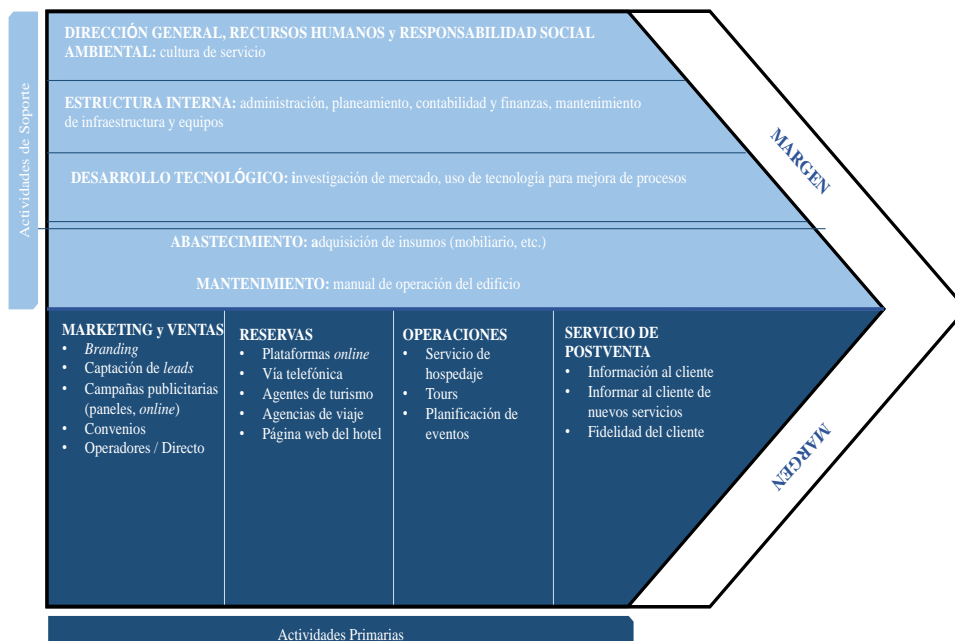 Actividades de Soporte
DIRECCIÓN GENERAL, RECURSOS HUMANOS y RESPONSABILIDAD SOCIAL
AMBIENTAL: cultura de servicio
ESTRUCTURA INTERNA: administración, planeamiento, contabilidad y finanzas, mantenimiento
de infraestructura y equipos
DESARROLLO TECNOLÓGICO: investigación de mercado, uso de tecnología para mejora de procesos
ABASTECIMIENTO: adquisición de insumos (mobiliario, etc.)
MANTENIMIENTO: manual de operación del edificio
MARGEN
MARKETING y VENTAS
• Branding
• Captación de leads
• Campañas publicitarias
(paneles, online)
• Convenios
• Operadores / Directo
RESERVAS
• Plataformas online
• Vía telefónica
• Agentes de turismo
• Agencias de viaje
• Página web del hotel
OPERACIONES
• Servicio de
hospedaje
• Tours
• Planificación de
eventos
SERVICIO DE
POSTVENTA
• Información al cliente
• Informar al cliente de
nuevos servicios
• Fidelidad del cliente
MARGEN
Actividades Primarias